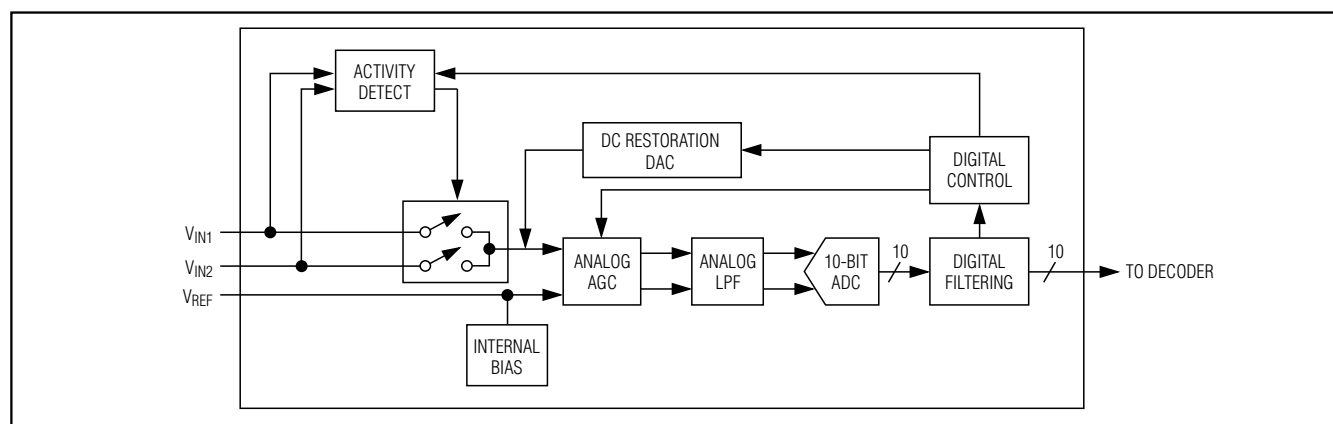 ACTIVITY
DETECT
DC RESTORATION
DAC
DIGITAL
CONTROL
VIN1
VIN2
VREF
ANALOG
AGC
ANALOG
LPF
10-BIT
ADC
10
DIGITAL
FILTERING
10
TO DECODER
INTERNAL
BIAS